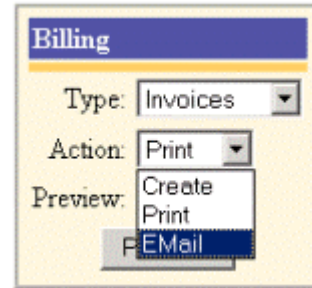 Billing
Type: Invoices
Action: Print
Preview: Create
Print
EMail